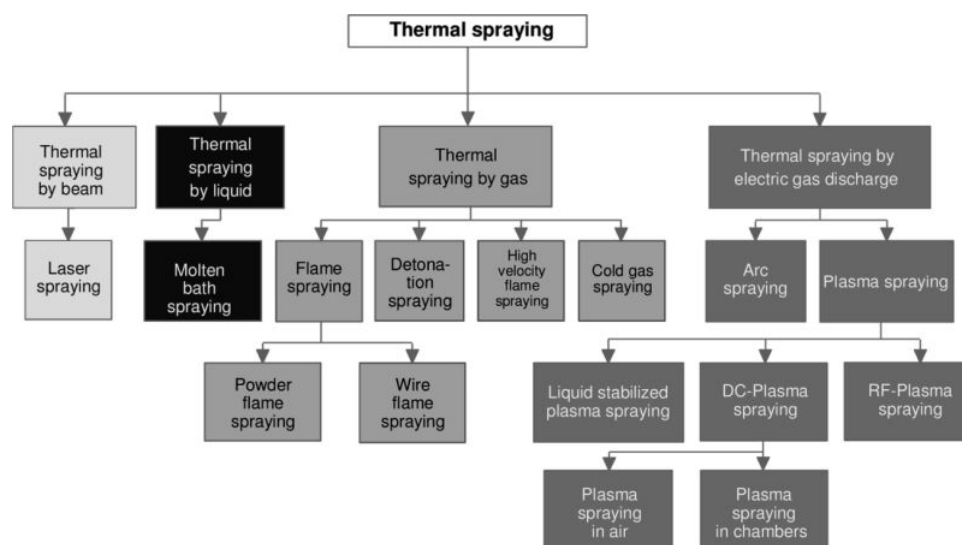 Thermal spraying
Thermal
spraying
by beam
Thermal
spraying
by liquid
Thermal
spraying by gas
Thermal spraying by
electric gas discharge
Laser
spraying
Molten
bath
spraying
Flame
spraying
Detona-
tion
spraying
High
velocity
flame
spraying
Cold gas
spraying
Arc
spraying
Plasma spraying
Powder
flame
spraying
Wire
flame
spraying
Liquid stabilized
plasma spraying
DC-Plasma
spraying
RF-Plasma
spraying
Plasma
spraying
in air
Plasma
spraying
in chambers